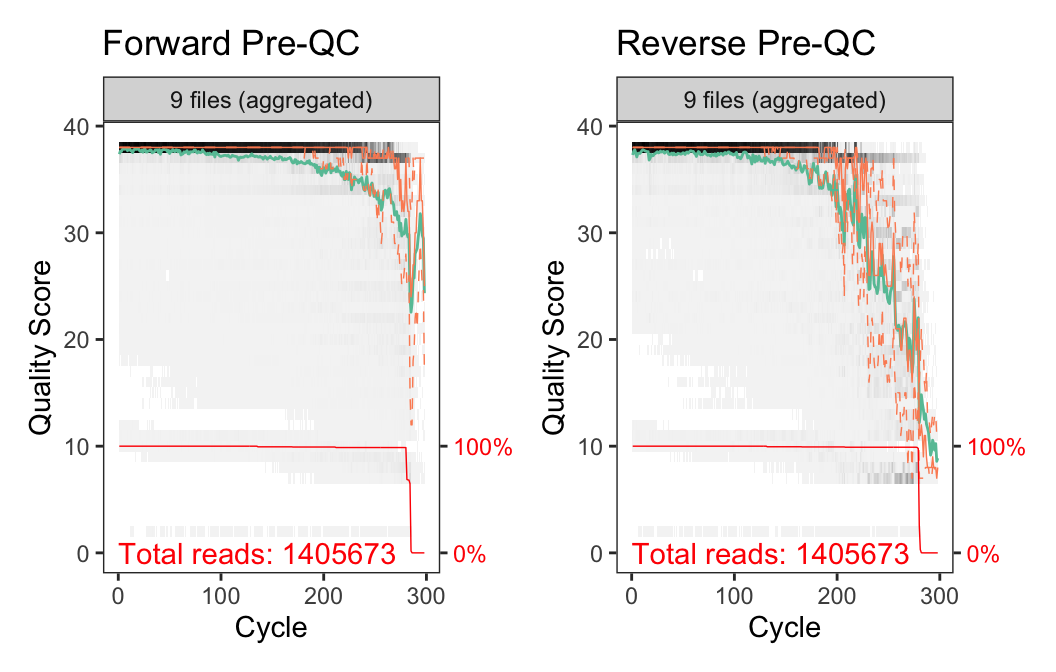 Forward Pre-QC
9 files (aggregated)
Quality Score
40
30
20
10
0
100%
0%
Total reads: 1405673
0
100
200
300
Cycle
Reverse Pre-QC
9 files (aggregated)
Quality Score
40
30
20
10
0
100%
0%
Total reads: 1405673
0
100
200
300
Cycle